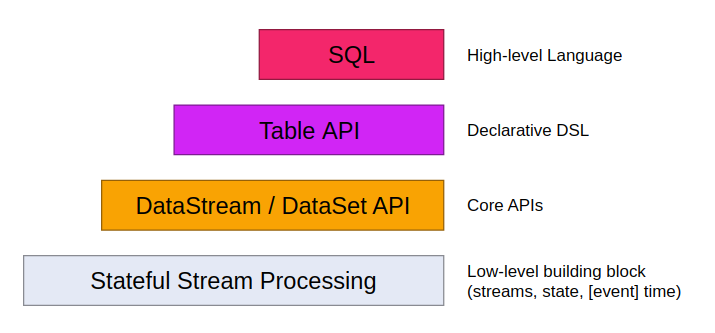 SQL
High-level Language
Table API
Declarative DSL
DataStream / DataSet API
Core APIs
Stateful Stream Processing
Low-level building block
(streams, state, [event] time)